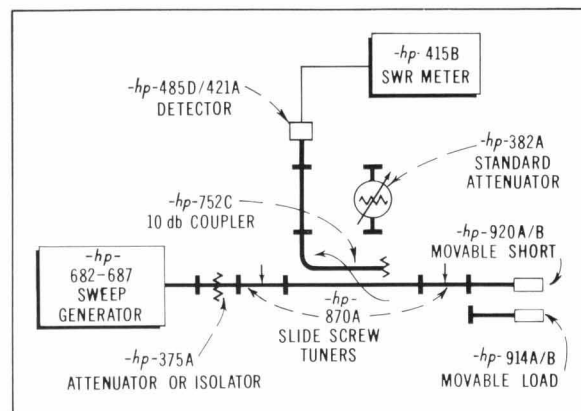 -hp- 415B
SWR METER
-hp-485D/421A
DETECTOR
-hp-382A
STANDARD
ATTENUATOR
-hp-752C
10 db COUPLER
-hp-920A/B
MOVABLE SHORT
-hp-
682-687
SWEEP
GENERATOR
-hp-
870A
SLIDE SCREW
TUNERS
-hp-375A
ATTENUATOR OR ISOLATOR
-hp-914A/B
MOVABLE LOAD